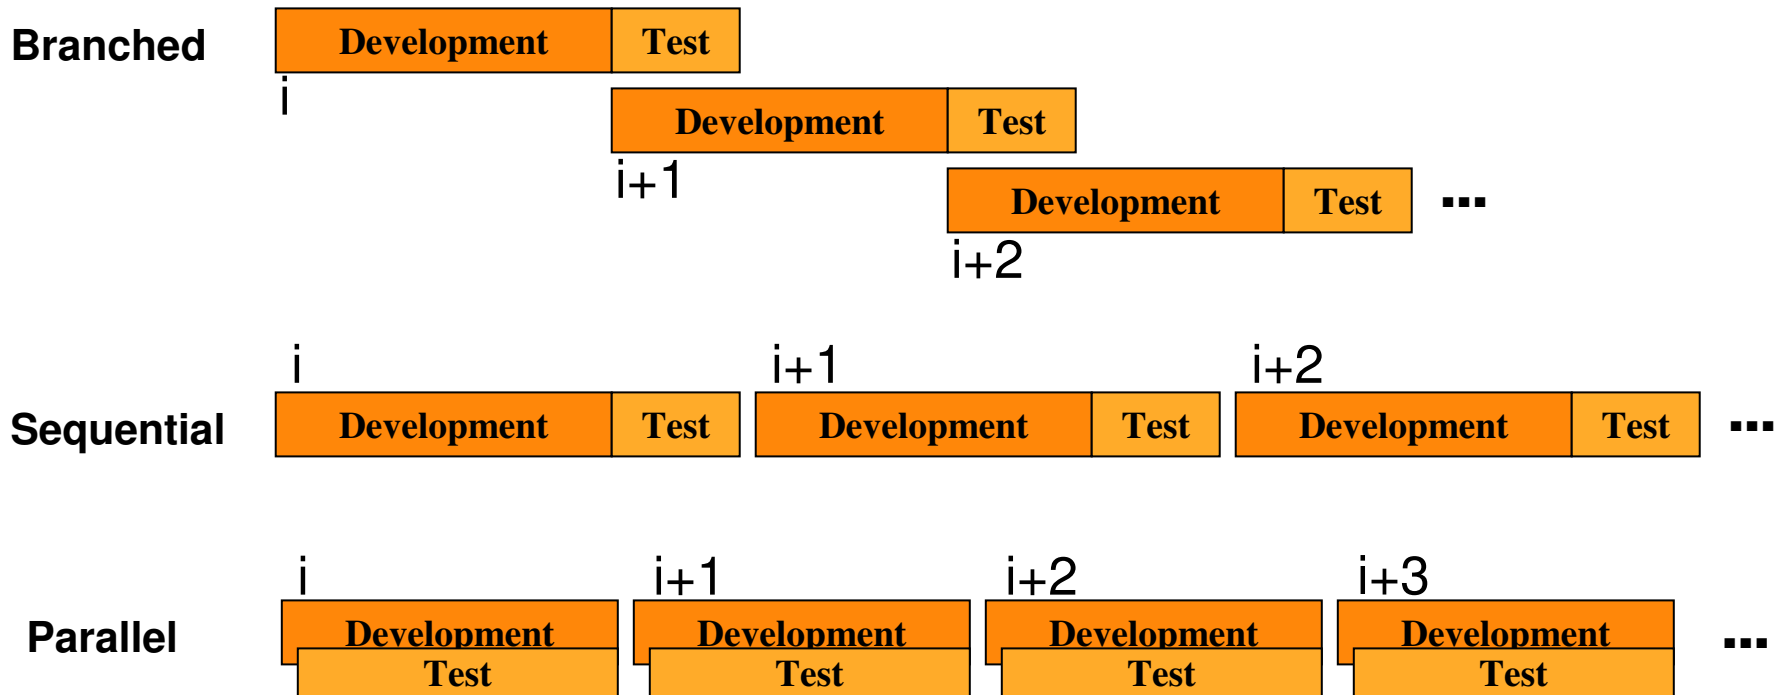 Branched
Development Test
i
Development Test
i+1
Development Test ...
i+2
i i+1 i+2
Sequential Development Test Development Test Development Test ...
i i+1 i+2 i+3
Parallel Development Development Development Development ...
Test Test Test Test